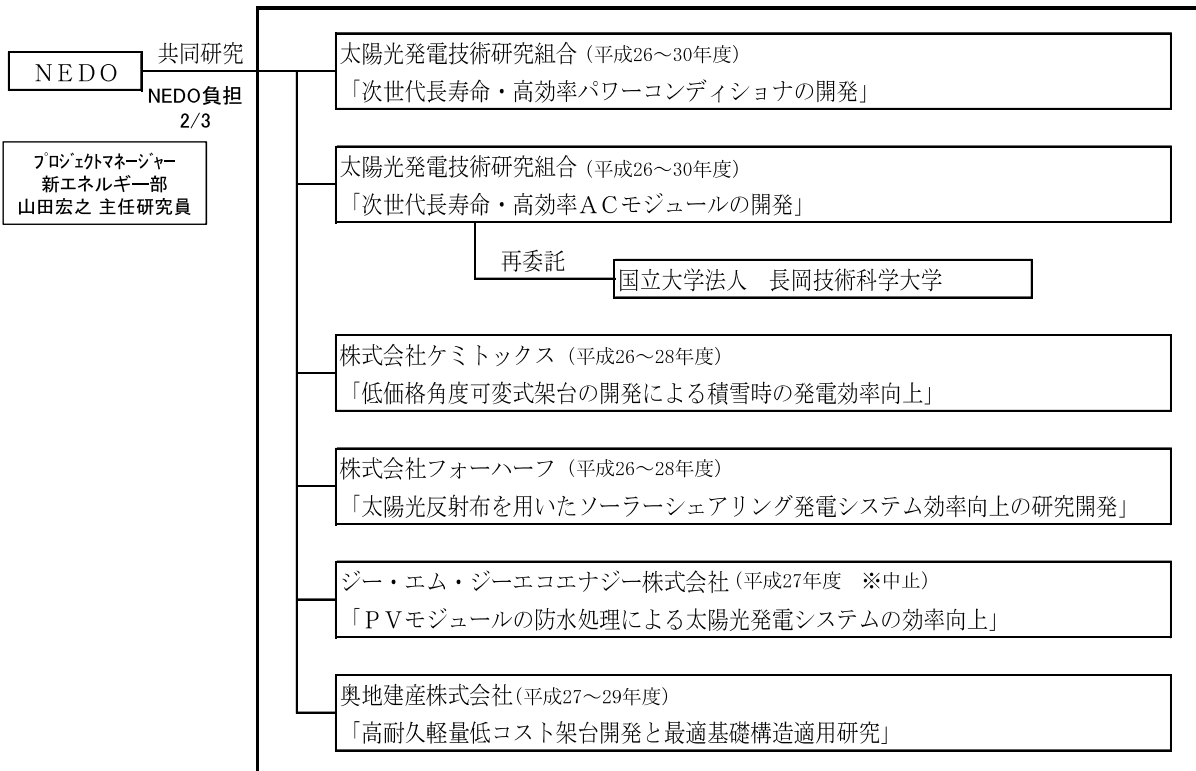 NEDO
共同研究
NEDO負担
2/3
プロジェクトマネージャー
新エネルギー部
山田宏之 主任研究員
太陽光発電技術研究組合（平成26～30年度）
「次世代長寿命・高効率パワーコンディショナの開発」
太陽光発電技術研究組合（平成26～30年度）
「次世代長寿命・高効率ACモジュールの開発」
再委託
国立大学法人　長岡技術科学大学
株式会社ケミトックス（平成26～28年度）
「低価格角度可変式架台の開発による積雪時の発電効率向上」
株式会社フォーハーフ（平成26～28年度）
「太陽光反射布を用いたソーラーシェアリング発電システム効率向上の研究開発」
ジー・エム・ジーエコエナジー株式会社（平成27年度　※中止）
「PVモジュールの防水処理による太陽光発電システムの効率向上」
奥地建産株式会社(平成27～29年度)
「高耐久軽量低コスト架台開発と最適基礎構造適用研究」